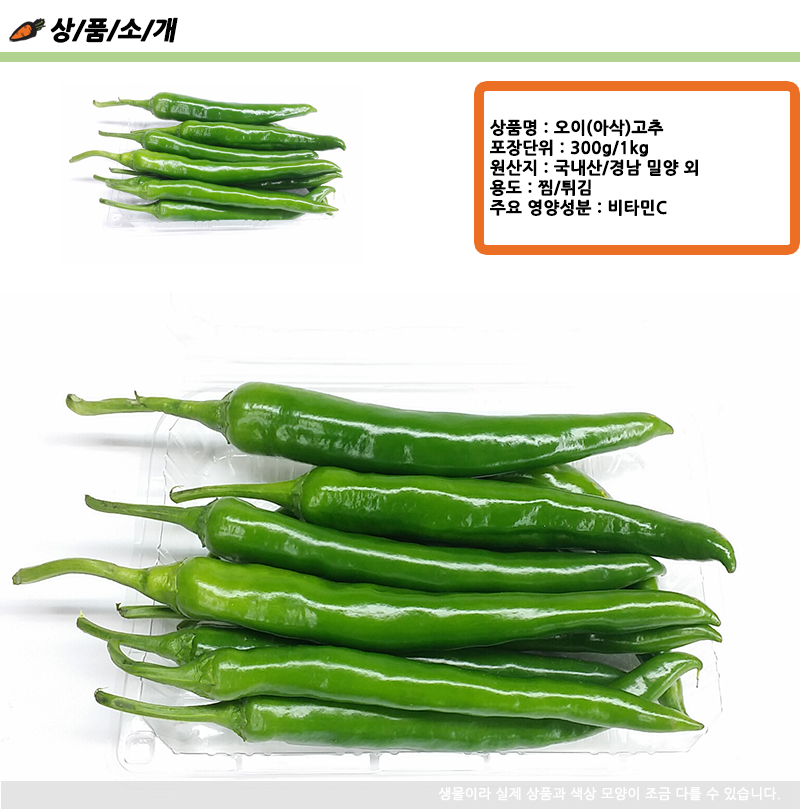 상/품/소/개
상품명 : 오이(아삭)고추
포장단위 : 300g/1kg
원산지 : 국내산/경남 밀양 외
용도 : 찜/튀김
주요 영양성분 : 비타민C
생물이라 실제 상품과 색상 모양이 조금 다를 수 있습니다.